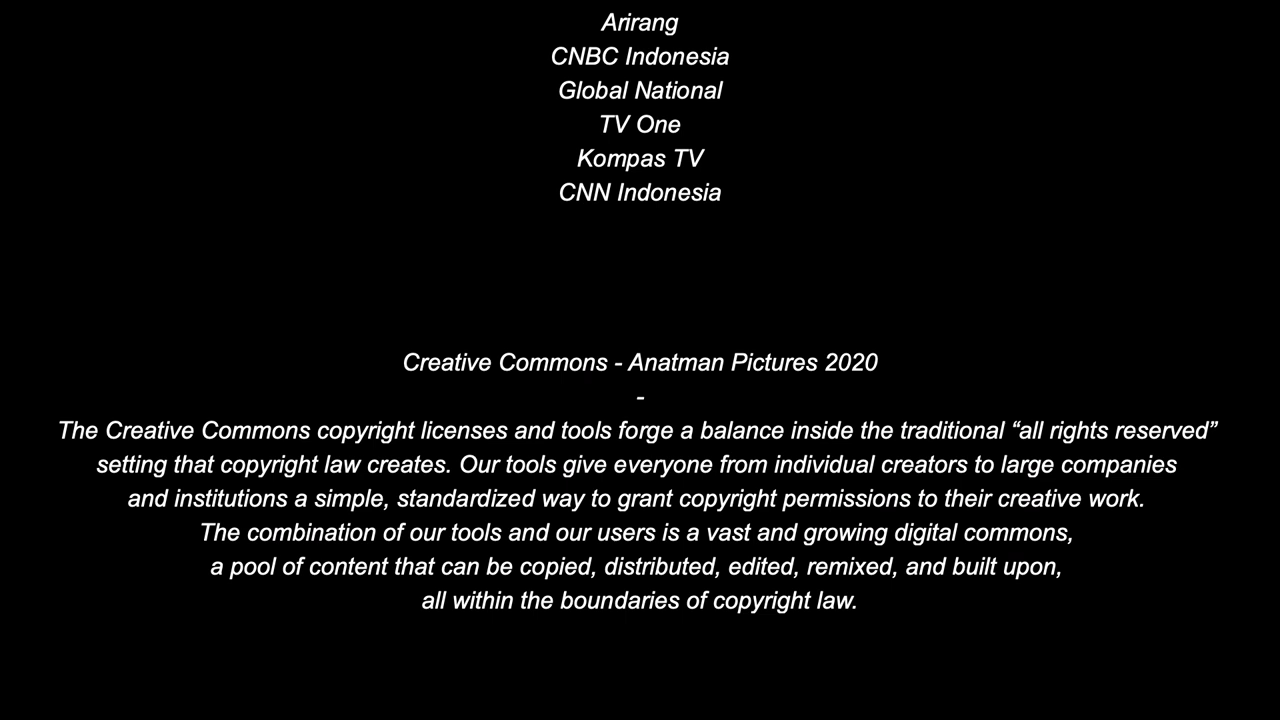 Arirang
CNBC Indonesia
Global National
TV One
Kompas TV
CNN Indonesia
Creative Commons - Anatman Pictures 2020
-
The Creative Commons copyright licenses and tools forge a balance inside the traditional “all rights reserved”
setting that copyright law creates. Our tools give everyone from individual creators to large companies
and institutions a simple, standardized way to grant copyright permissions to their creative work.
The combination of our tools and our users is a vast and growing digital commons,
a pool of content that can be copied, distributed, edited, remixed, and built upon,
all within the boundaries of copyright law.